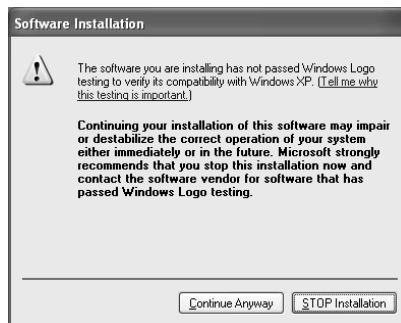 Software Installation
The software you are installing has not passed Windows Logo
testing to verify its compatibility with Windows XP. (Tell me why
this testing is important.)
Continuing your installation of this software may impair
or destabilize the correct operation of your system
either immediately or in the future. Microsoft strongly
recommends that you stop this installation now and
contact the software vendor for software that has
passed Windows Logo testing.
Continue Anyway
STOP Installation